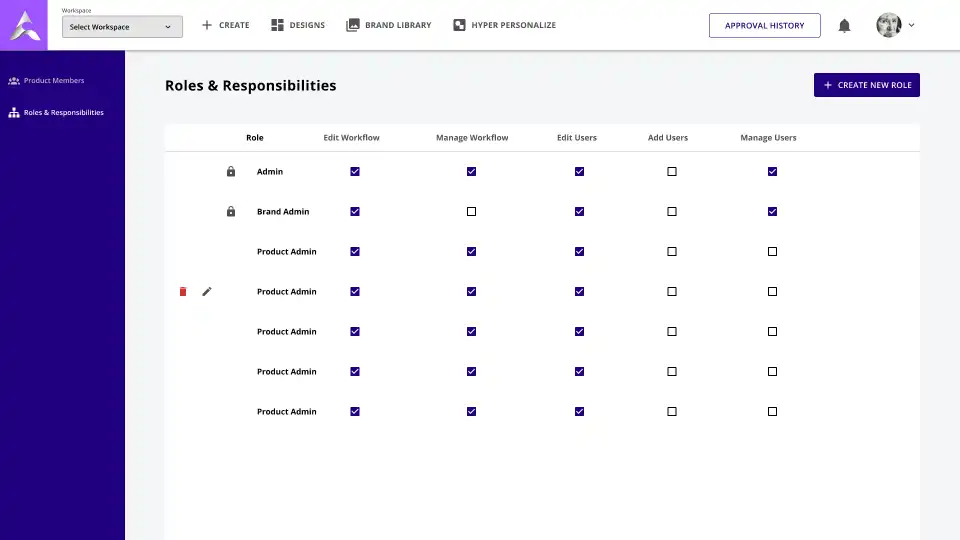 Workspace
Select Workspace
CREATE
DESIGNS
BRAND LIBRARY
HYPER PERSONALIZE
APPROVAL HISTORY
Product Members
Roles & Responsibilities
Roles & Responsibilities
CREATE NEW ROLE
Role Edit Workflow Manage Workflow Edit Users Add Users Manage Users
Admin
Brand Admin
Product Admin
Product Admin
Product Admin
Product Admin
Product Admin